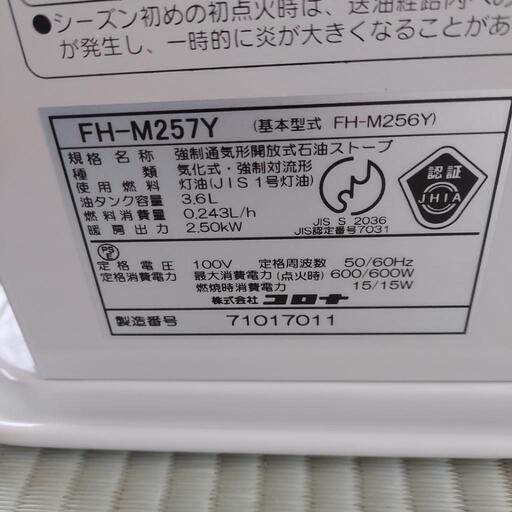 ●シーズン初めの初点火時は、送油経路内への
が発生し、一時的に炎が大きくなることがあ
FH-M257Y (基本型式 FH-M256Y)
規格名称 強制通気形開放式石油ストーブ
種類 気化式・強制対流形
使用燃料 灯油(JIS1号灯油)
油タンク容量 3.6L
燃料消費量 0.243L/h
暖房出力 2.50kW
JIS S 2036
JIS認定番号7031
認証
JHIA
PS
定格電圧 100V 定格周波数 50/60Hz
定格消費電力 最大消費電力(点火時) 600/600W
燃焼時消費電力 15/15W
株式会社 コロナ
製造番号 71017011